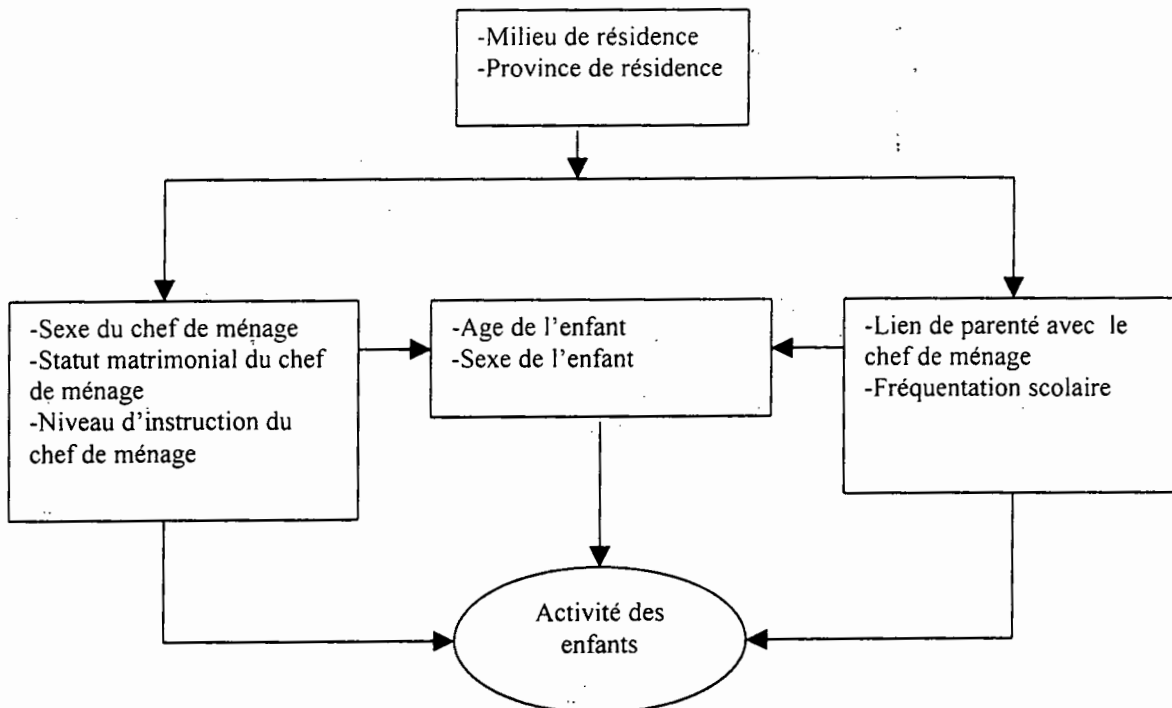 -Milieu de résidence
-Province de résidence
-Sexe du chef de ménage
-Statut matrimonial du chef
de ménage
-Niveau d'instruction du
chef de ménage
-Age de l'enfant
-Sexe de l'enfant
-Lien de parenté avec le
chef de ménage
-Fréquentation scolaire
Activité des
enfants